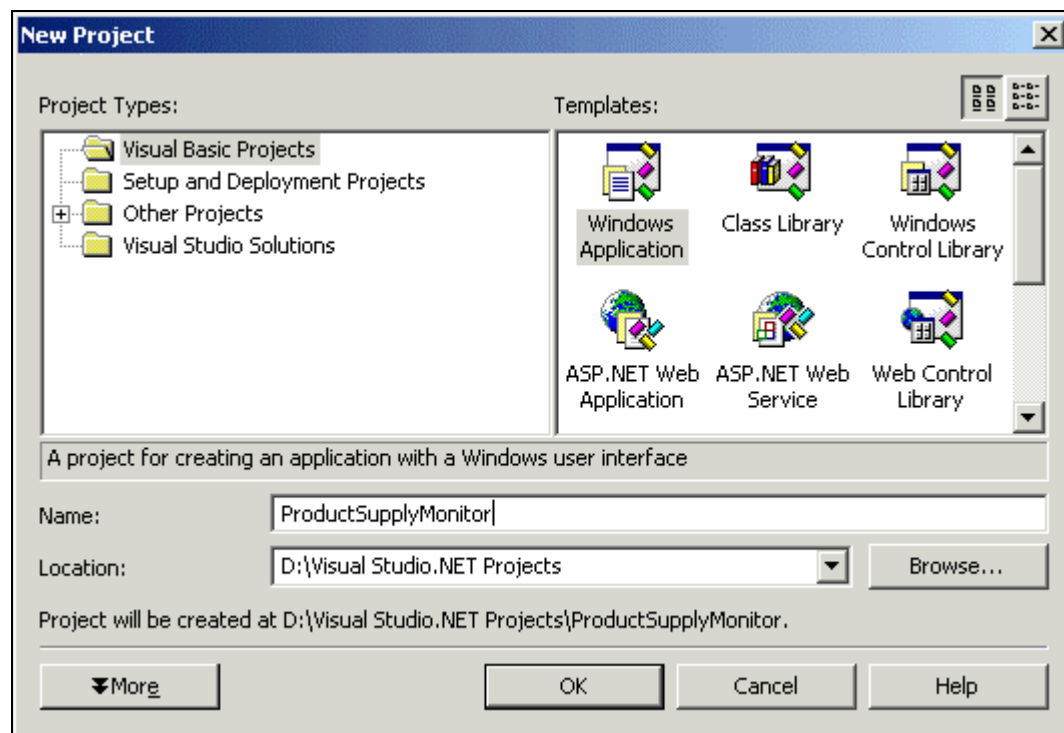 New Project
Project Types:
Templates:
Visual Basic Projects
Setup and Deployment Projects
Other Projects
Visual Studio Solutions
Windows
Application
Class Library
Windows
Control Library
ASP.NET Web
Application
ASP.NET Web
Service
Web Control
Library
A project for creating an application with a Windows user interface
Name:
ProductSupplyMonitor
Location:
D:\Visual Studio.NET Projects
Browse...
Project will be created at D:\Visual Studio.NET Projects\ProductSupplyMonitor.
More
OK
Cancel
Help